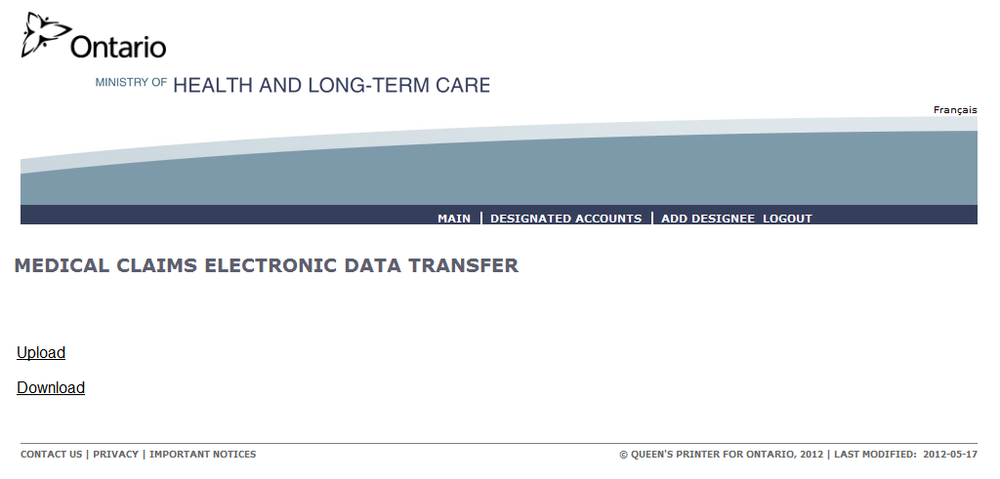 Ontario
MINISTRY OF HEALTH AND LONG-TERM CARE
Français
MAIN | DESIGNATED ACCOUNTS | ADD DESIGNEE LOGOUT
MEDICAL CLAIMS ELECTRONIC DATA TRANSFER
Upload
Download
CONTACT US | PRIVACY | IMPORTANT NOTICES © QUEEN'S PRINTER FOR ONTARIO, 2012 | LAST MODIFIED: 2012-05-17